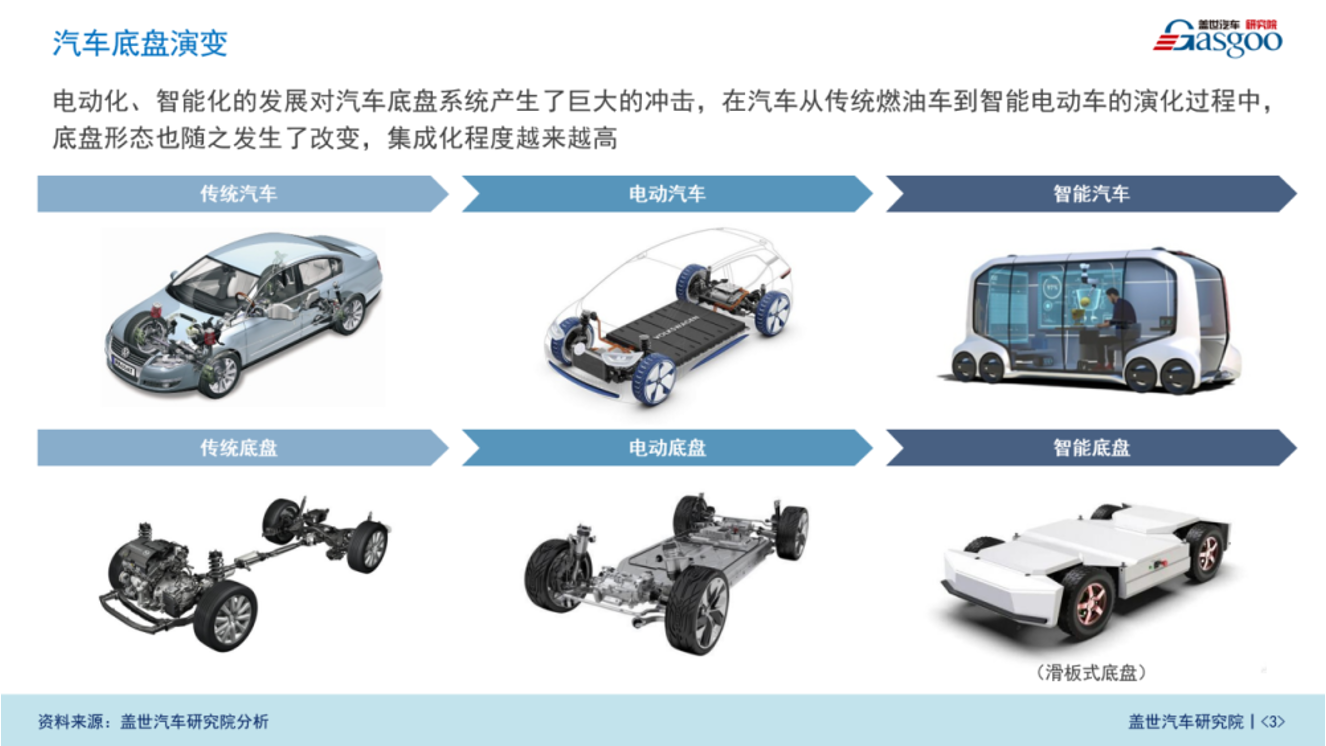 汽车底盘演变
盖世汽车 研究院
Gasgoo
电动化、智能化的发展对汽车底盘系统产生了巨大的冲击，在汽车从传统燃油车到智能电动车的演化过程中，
底盘形态也随之发生了改变，集成化程度越来越高
传统汽车
电动汽车
智能汽车
VOLKSWAGEN
传统底盘
电动底盘
智能底盘
（滑板式底盘）
资料来源：盖世汽车研究院分析
盖世汽车研究院丨<3>